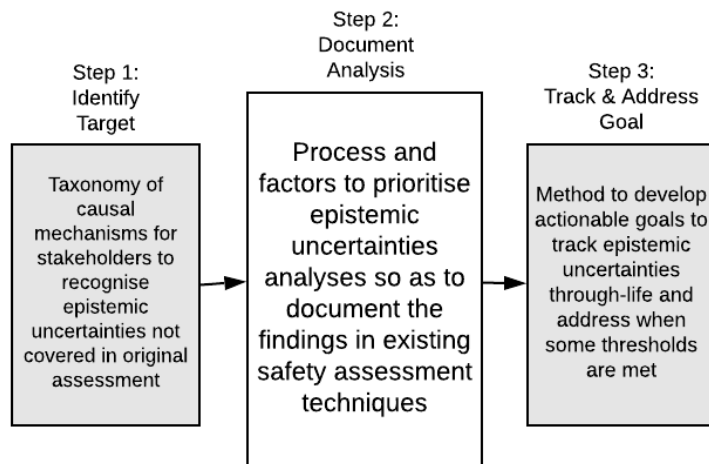 Step 1:
Identify
Target
Taxonomy of
causal
mechanisms for
stakeholders to
recognise
epistemic
uncertainties not
covered in original
assessment
Step 2:
Document
Analysis
Process and
factors to prioritise
epistemic
uncertainties
analyses so as to
document the
findings in existing
safety assessment
techniques
Step 3:
Track & Address
Goal
Method to develop
actionable goals to
track epistemic
uncertainties
through-life and
address when
some thresholds
are met